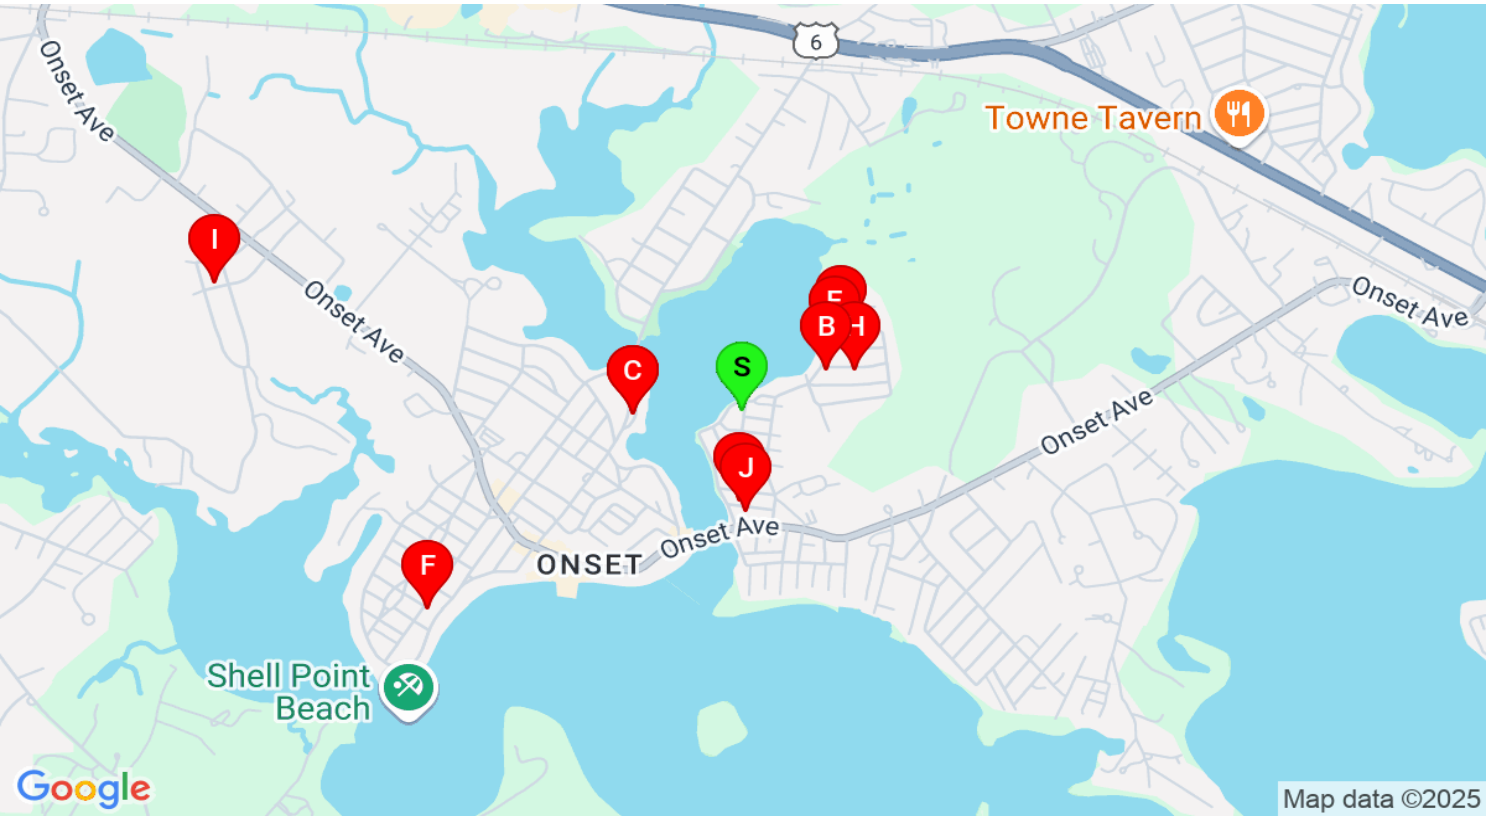 6
Onset Ave
Towne Tavern
I
Onset Ave
E
B
H
Onset Ave
C
S
Onset Ave
J
Onset Ave
F
ONSET
Shell Point
Beach
Google
Map data ©2025